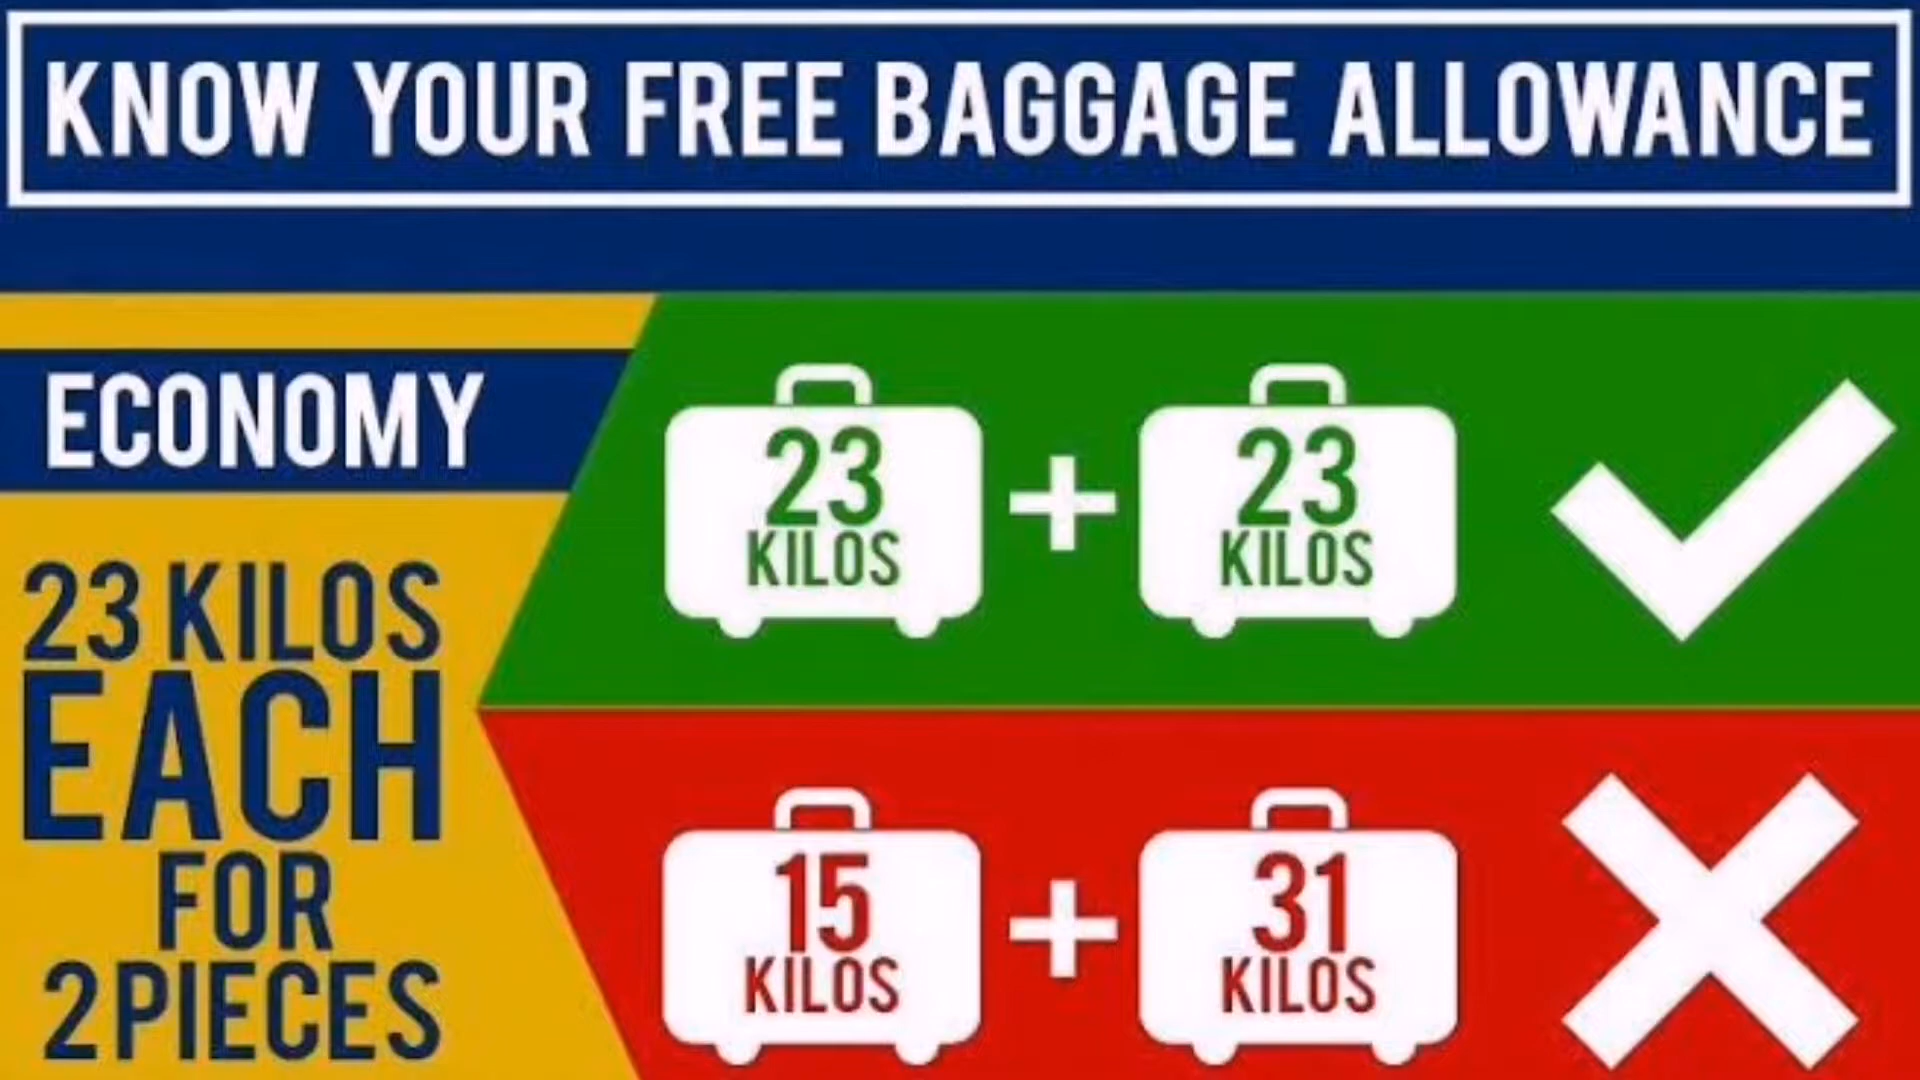 KNOW YOUR FREE BAGGAGE ALLOWANCE
ECONOMY
23 KILOS
EACH
FOR
2 PIECES
23
KILOS
+
23
KILOS
15
KILOS
+
31
KILOS